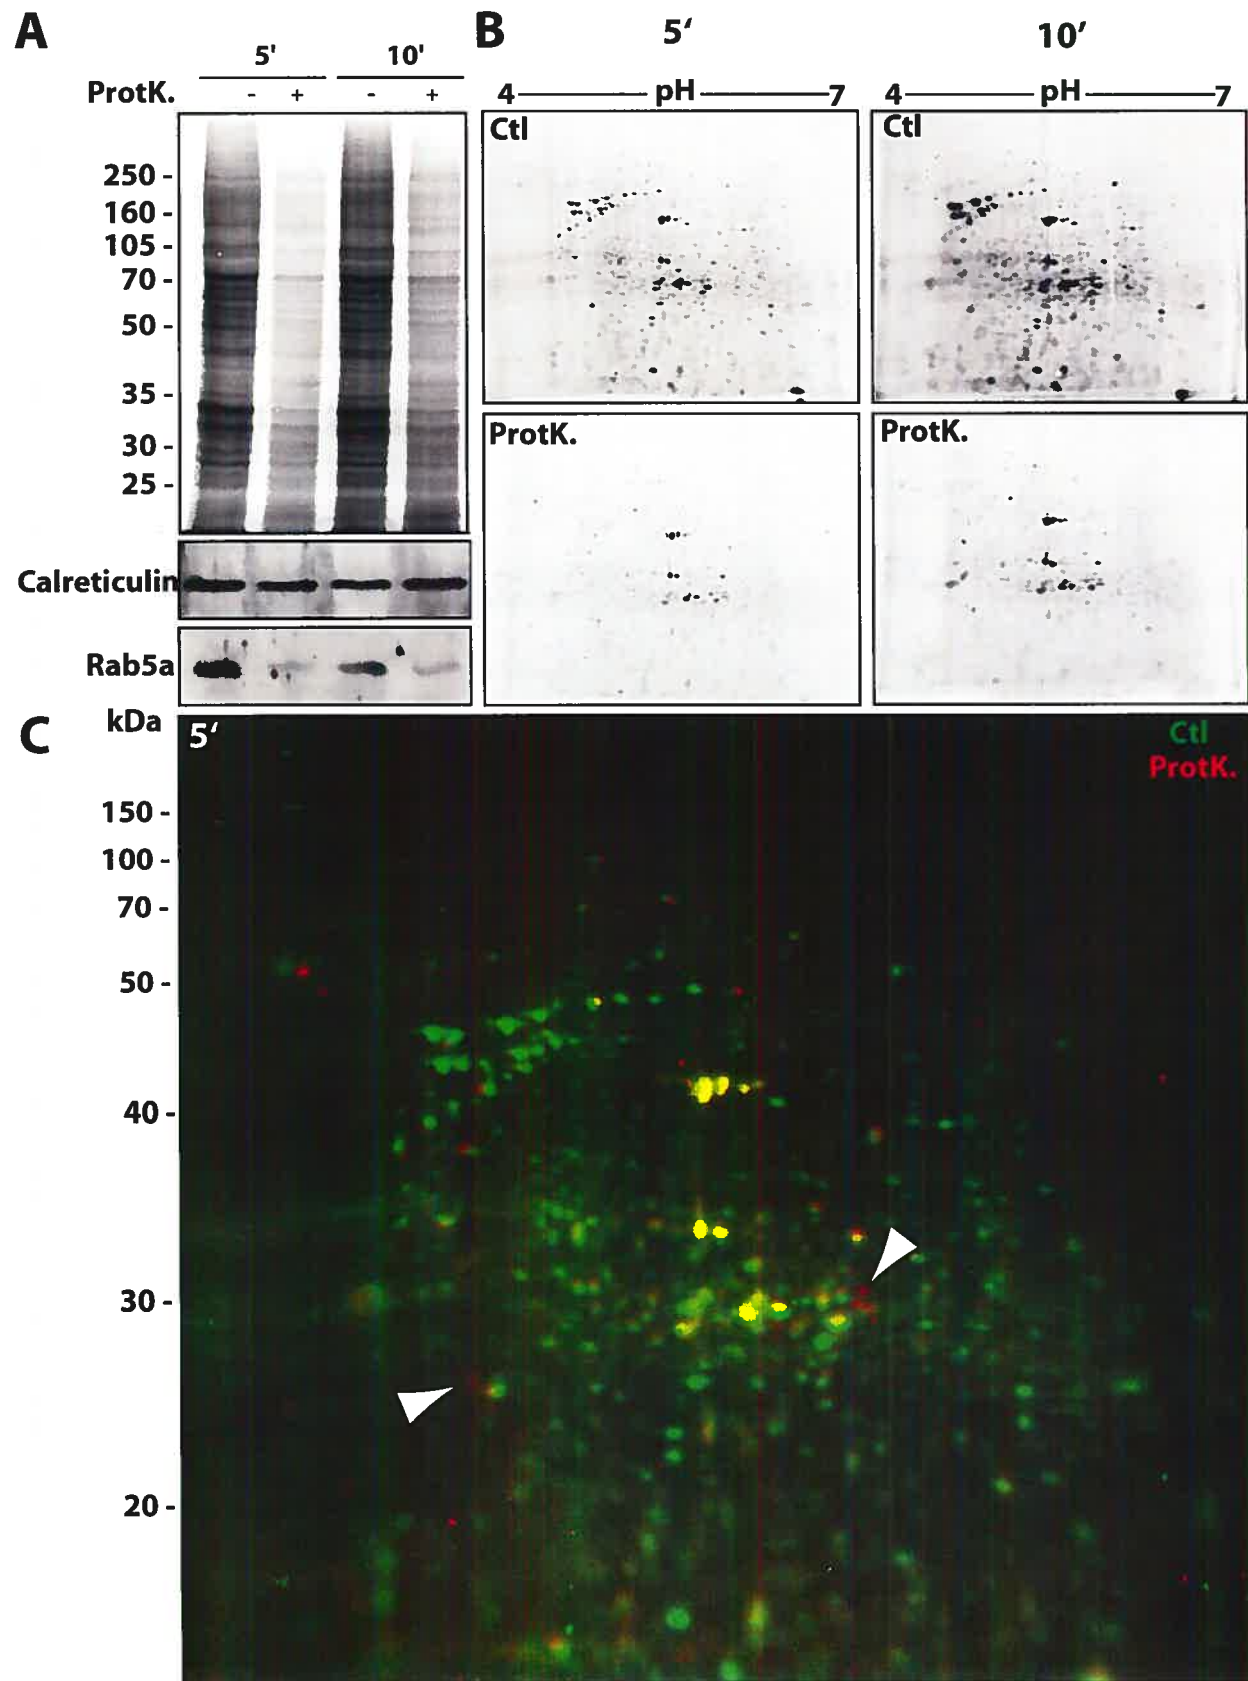 A
5' 10'
ProtK. - + - +
250 -
160 -
105 -
70 -
50 -
35 -
30 -
25 -
Calreticulin
Rab5a
B
5′ 10′
4 pH 7 4 pH 7
Ctl Ctl
ProtK. ProtK.
C
kDa
5′
Ctl
ProtK.
150 -
100 -
70 -
50 -
40 -
30 -
20 -